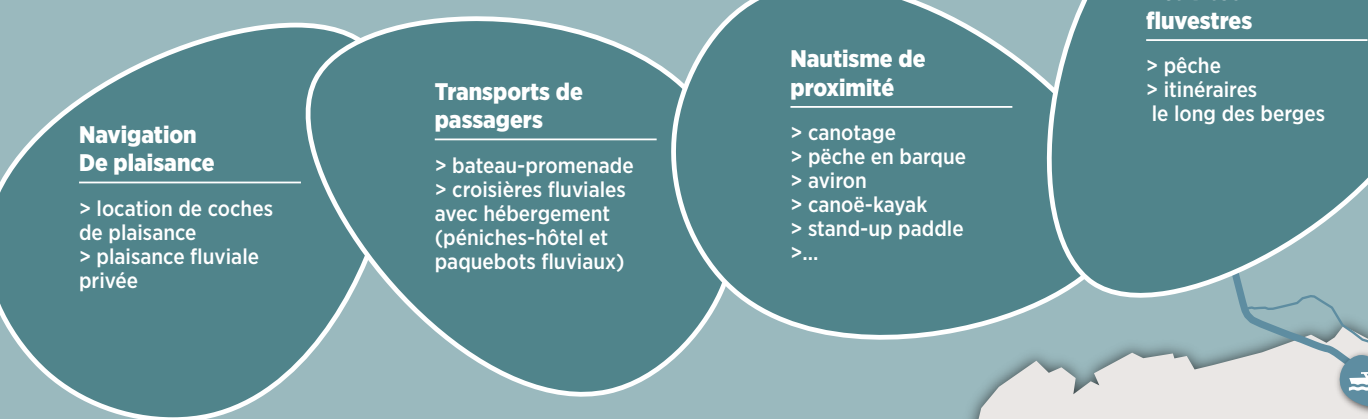 Navigation
De plaisance
> location de coches
de plaisance
> plaisance fluviale
privée
Transports de
passagers
> bateau-promenade
> croisières fluviales
avec hébergement
(péniches-hôtel et
paquebots fluviaux)
Nautisme de
proximité
> canotage
> pëche en barque
> aviron
> canoë-kayak
> stand-up paddle
>...
fluvestres
> pêche
> itinéraires
le long des berges